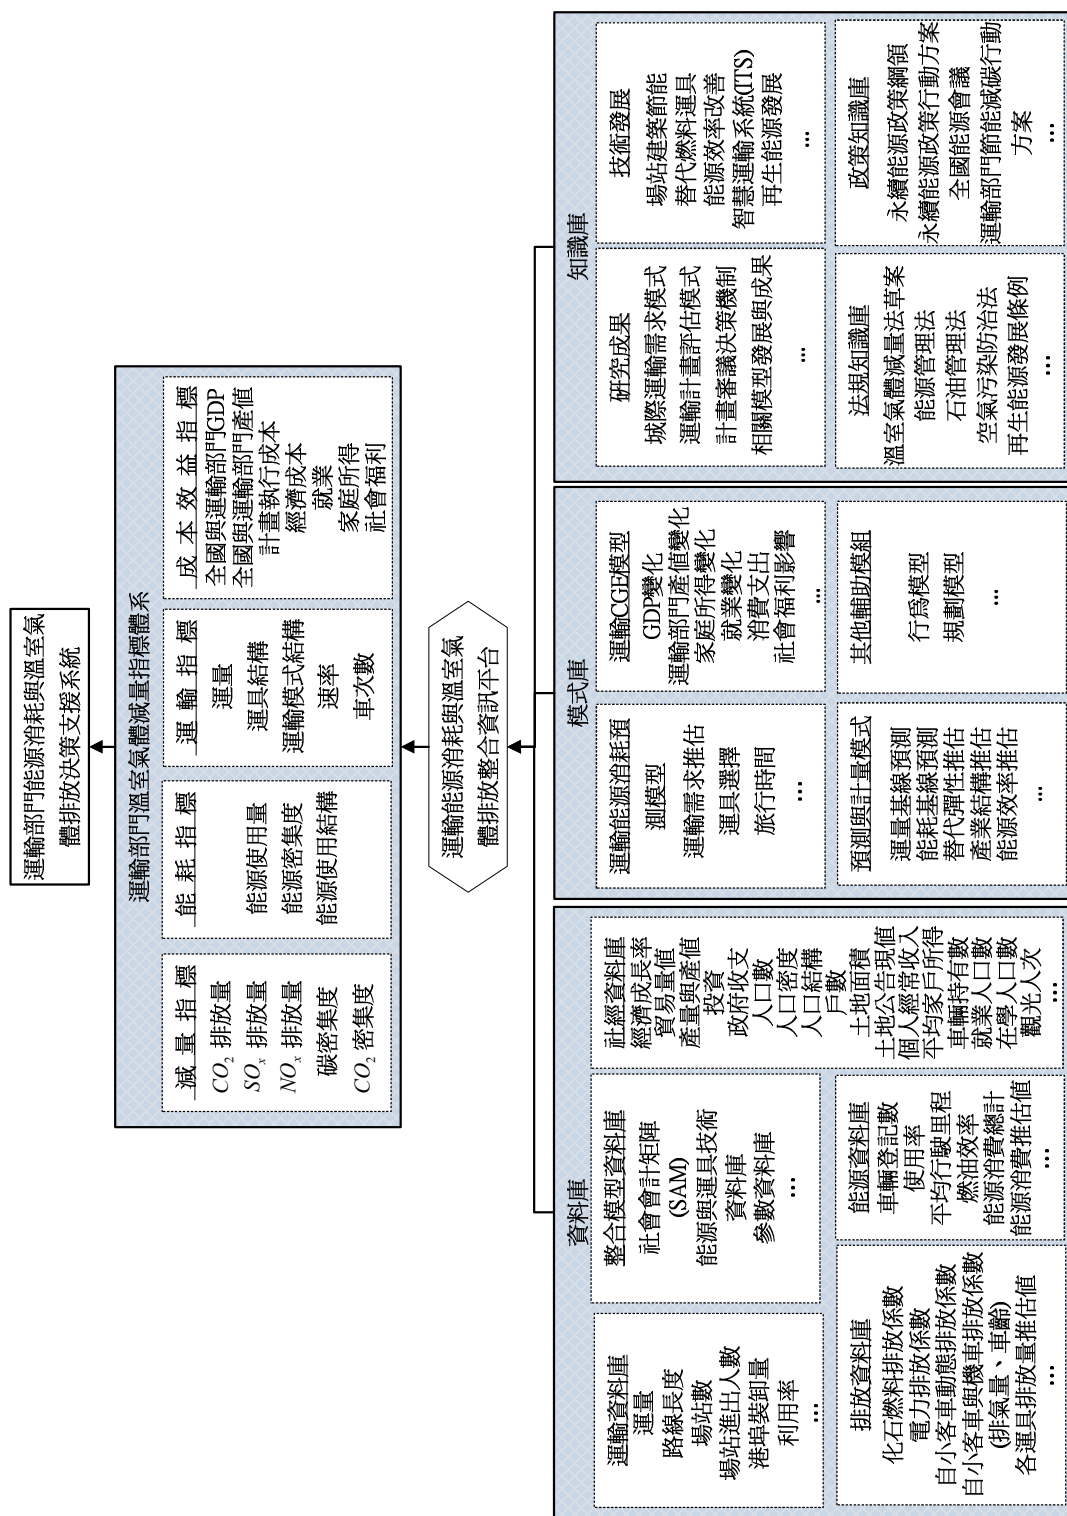 運輸部門能源消耗與溫室氣
體排放決策支援系統
運輸部門溫室氣體減量指標體系
減量指標
CO₂ 排放量
SOₓ 排放量
NOₓ 排放量
碳密集度
CO₂ 密集度
能耗指標
能源使用量
能源密集度
能源使用結構
運輸指標
運量
運具結構
運輸模式結構
速率
車次數
成本效益指標
全國與運輸部門GDP
全國與運輸部門產值
計畫執行成本
經濟成本
就業
家庭所得
社會福利
運輸能源消耗與溫室氣
體排放整合資訊平台
資料庫
運輸資料庫
運量
路線長度
場站數
場站進出人數
港埠裝卸量
利用率
...
整合模型資料庫
社會會計矩陣
(SAM)
能源與運具技術
資料庫
參數資料庫
...
社經資料庫
經濟成長率
貿易量值
產量與產值
投資
政府收支
人口數
人口密度
人口結構
戶數
土地面積
土地公告現值
個人經常收入
平均家戶所得
車輛持有數
就業人口數
在學人口數
觀光人次
...
排放資料庫
化石燃料排放係數
電力排放係數
自小客車動態排放係數
自小客車與機車排放係數
(排氣量、車齡)
各運具排放量推估值
...
能源資料庫
車輛登記數
使用率
平均行駛里程
燃油效率
能源消費總計
能源消費推估值
...
模式庫
運輸能源消耗預
測模型
運輸需求推估
運具選擇
旅行時間
...
運輸CGE模型
GDP變化
運輸部門產值變化
家庭所得變化
就業變化
消費支出
社會福利影響
...
預測與計量模式
運量基線預測
能耗基線預測
替代彈性推估
產業結構推估
能源效率推估
...
其他輔助模組
行為模型
規劃模型
...
知識庫
研究成果
城際運輸需求模式
運輸計畫評估模式
計畫審議決策機制
相關模型發展與成果
...
技術發展
場站建築節能
替代燃料運具
能源效率改善
智慧運輸系統(ITS)
再生能源發展
...
法規知識庫
溫室氣體減量法草案
能源管理法
石油管理法
空氣污染防治法
再生能源發展條例
...
政策知識庫
永續能源政策綱領
永續能源政策行動方案
全國能源會議
運輸部門節能減碳行動
方案
...